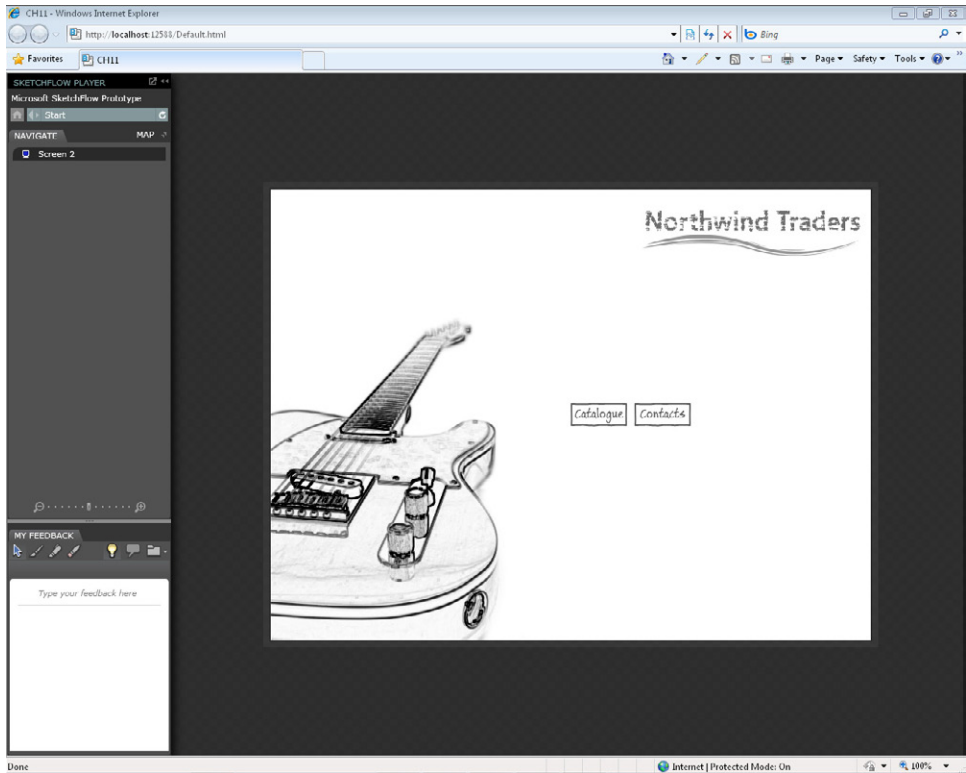 CH11 - Windows Internet Explorer
http://localhost:12588/Default.html
Bing
Favorites
CH11
Page Safety Tools
SKETCHFLOW PLAYER
Microsoft SketchFlow Prototype
Start
NAVIGATE MAP
Screen 2
Northwind Traders
Catalogue Contacts
MY FEEDBACK
Type your feedback here
Done
Internet | Protected Mode: On
100%